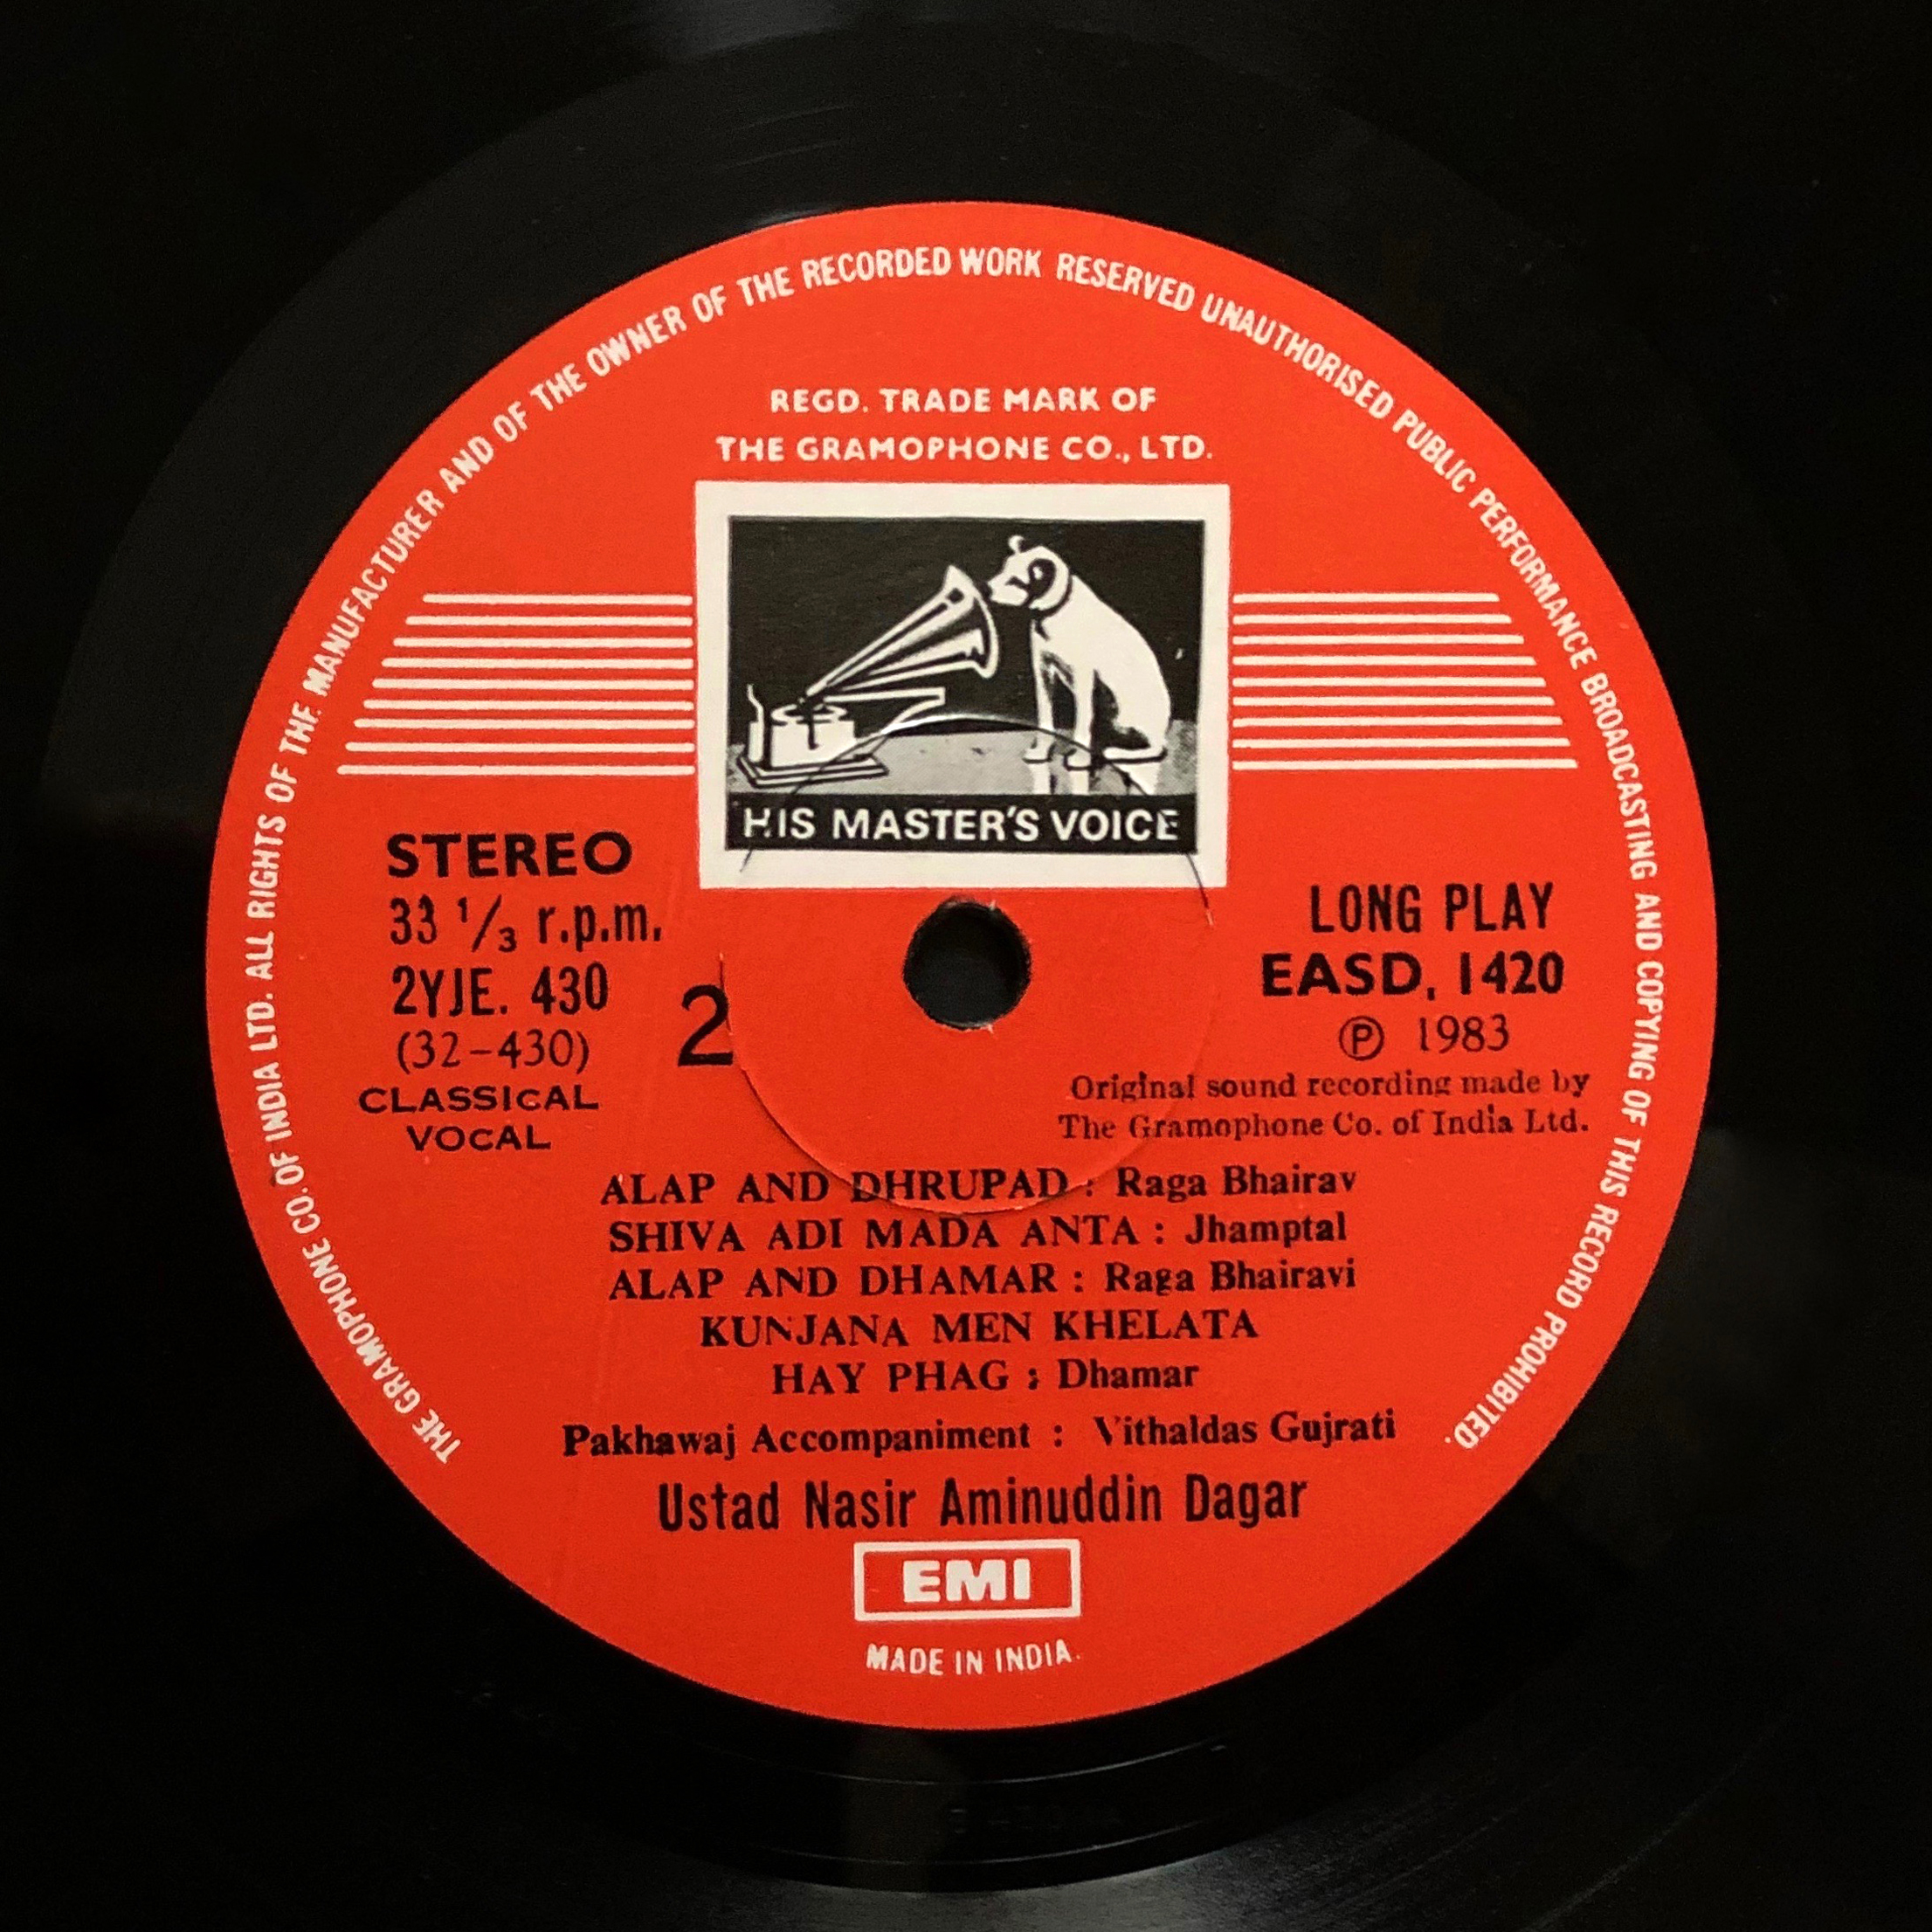 THE GRAMOPHONE CO. OF INDIA LTD. ALL RIGHTS OF THE MANUFACTURER AND OF THE OWNER OF THE RECORDED WORK RESERVED UNAUTHORISED PUBLIC PERFORMANCE BROADCASTING AND COPYING OF THIS RECORD PROHIBITED.
REGD. TRADE MARK OF
THE GRAMOPHONE CO., LTD.
HIS MASTER'S VOICE
STEREO
33 1/3 r.p.m.
2YJE. 430
(32-430)
CLASSICAL
VOCAL
2
LONG PLAY
EASD. 1420
℗ 1983
Original sound recording made by
The Gramophone Co. of India Ltd.
ALAP AND DHRUPAD : Raga Bhairav
SHIVA ADI MADA ANTA : Jhamptal
ALAP AND DHAMAR : Raga Bhairavi
KUNJANA MEN KHELATA
HAY PHAG : Dhamar
Pakhawaj Accompaniment : Vithaldas Gujrati
Ustad Nasir Aminuddin Dagar
EMI
MADE IN INDIA.